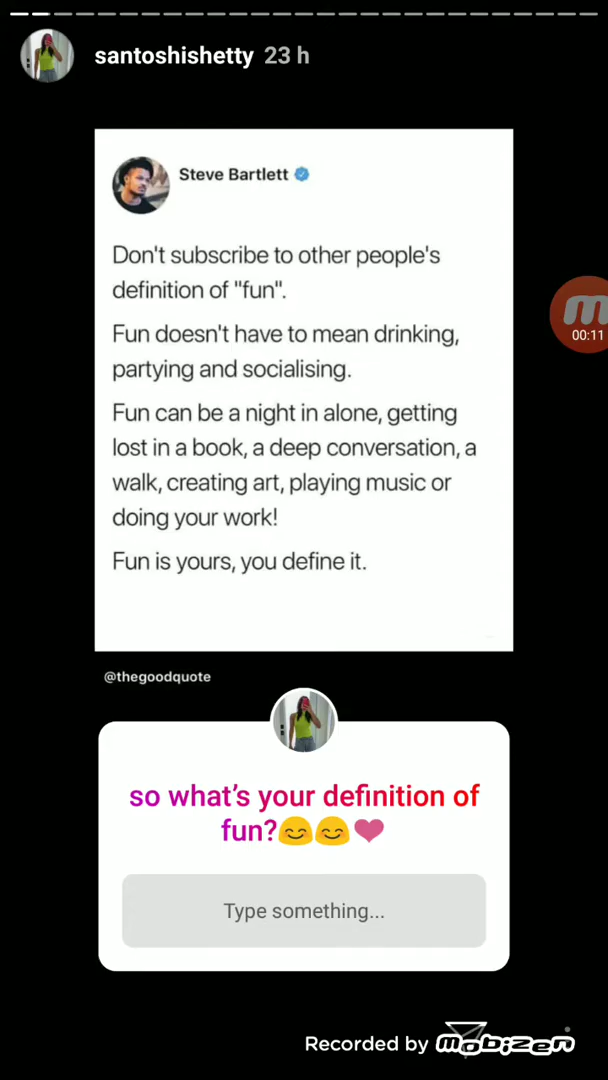 santoshishetty 23 h
Steve Bartlett
Don't subscribe to other people's
definition of "fun".
Fun doesn't have to mean drinking,
partying and socialising.
Fun can be a night in alone, getting
lost in a book, a deep conversation, a
walk, creating art, playing music or
doing your work!
Fun is yours, you define it.
00:11
@thegoodquote
so what's your definition of
fun?😊😊❤
Type something...
Recorded by mobizen